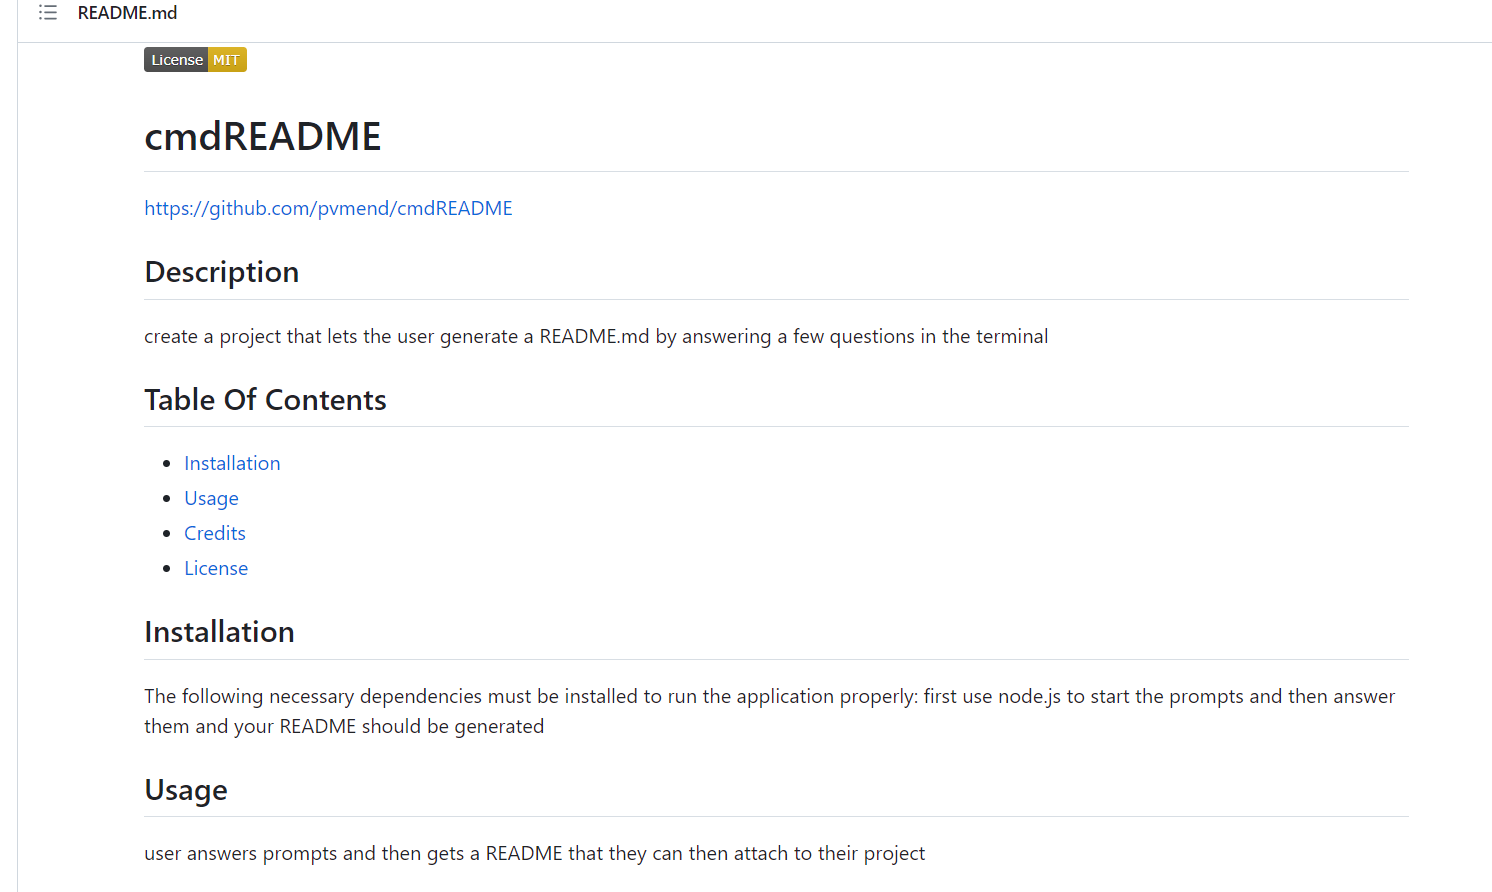 README.md
License MIT
cmdREADME
https://github.com/pvmend/cmdREADME
Description
create a project that lets the user generate a README.md by answering a few questions in the terminal
Table Of Contents
Installation
Usage
Credits
License
Installation
The following necessary dependencies must be installed to run the application properly: first use node.js to start the prompts and then answer
them and your README should be generated
Usage
user answers prompts and then gets a README that they can then attach to their project